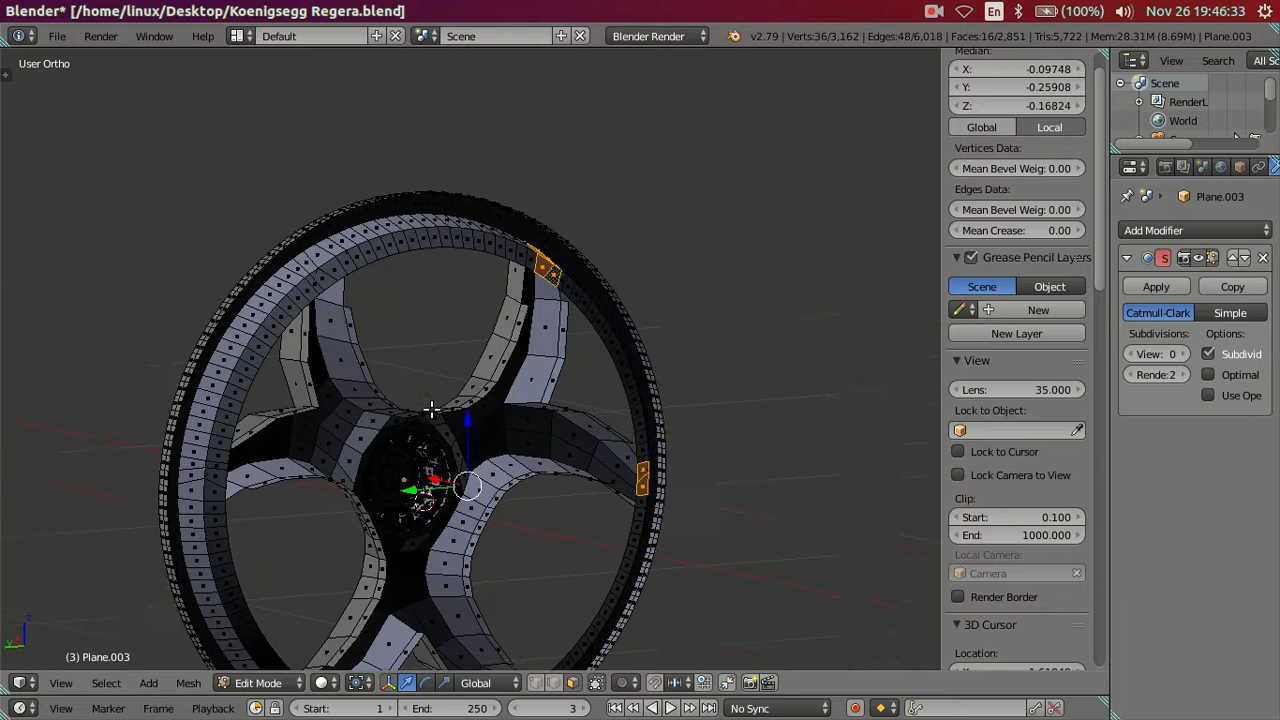 Blender* [/home/linux/Desktop/Koenigsegg Regera.blend]
En
(100%)
Nov 26 19:46:33
File
Render
Window
Help
Default
Scene
Blender Render
v2.79 | Verts:36/3,162 | Edges:48/6,018 | Faces:16/2,851 | Tris:5,722 | Mem:28.31M (8.69M) | Plane.003
User Ortho
Median:
X: -0.09748
Y: -0.25908
Z: -0.16824
Global
Local
Vertices Data:
Mean Bevel Weig: 0.00
Edges Data:
Mean Bevel Weig: 0.00
Mean Crease: 0.00
Grease Pencil Layers
Scene
Object
New
New Layer
View
Lens: 35.000
Lock to Object:
Lock to Cursor
Lock Camera to View
Clip:
Start: 0.100
End: 1000.000
Local Camera:
Camera
Render Border
3D Cursor
Location:
View
Search
All Sc
Scene
RenderL
World
Plane.003
Add Modifier
S
Apply
Copy
Catmull-Clark
Simple
Subdivisions:
Options:
View: 0
Subdivid
Rende:2
Optimal
Use Ope
z
y
(3) Plane.003
View
Select
Add
Mesh
Edit Mode
Global
View
Marker
Frame
Playback
Start: 1
End: 250
3
No Sync